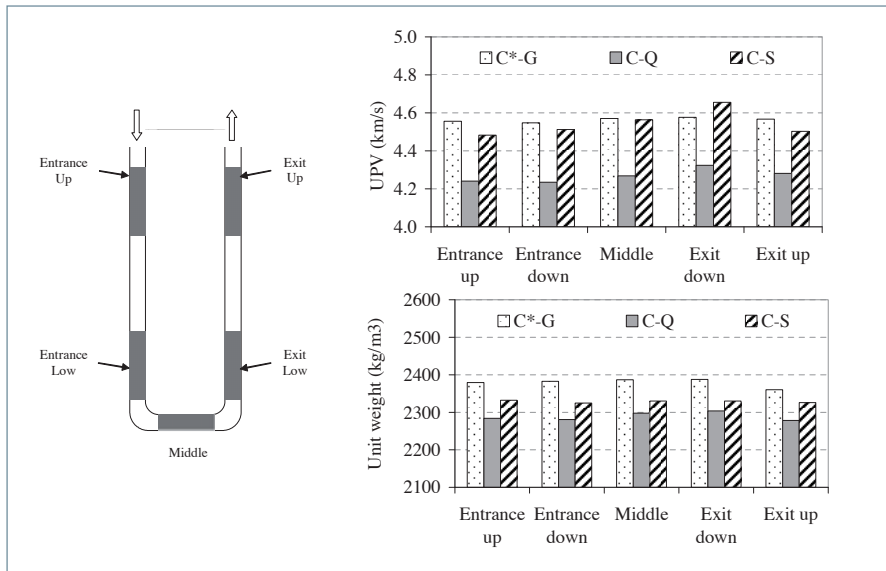 Entrance
Up
Exit
Up
Entrance
Low
Exit
Low
Middle
5.0
4.8
4.6
4.4
4.2
4.0
UPV (km/s)
C*-G
C-Q
C-S
Entrance
up
Entrance
down
Middle
Exit
down
Exit up
2600
2500
2400
2300
2200
2100
Unit weight (kg/m3)
C*-G
C-Q
C-S
Entrance
up
Entrance
down
Middle
Exit
down
Exit up